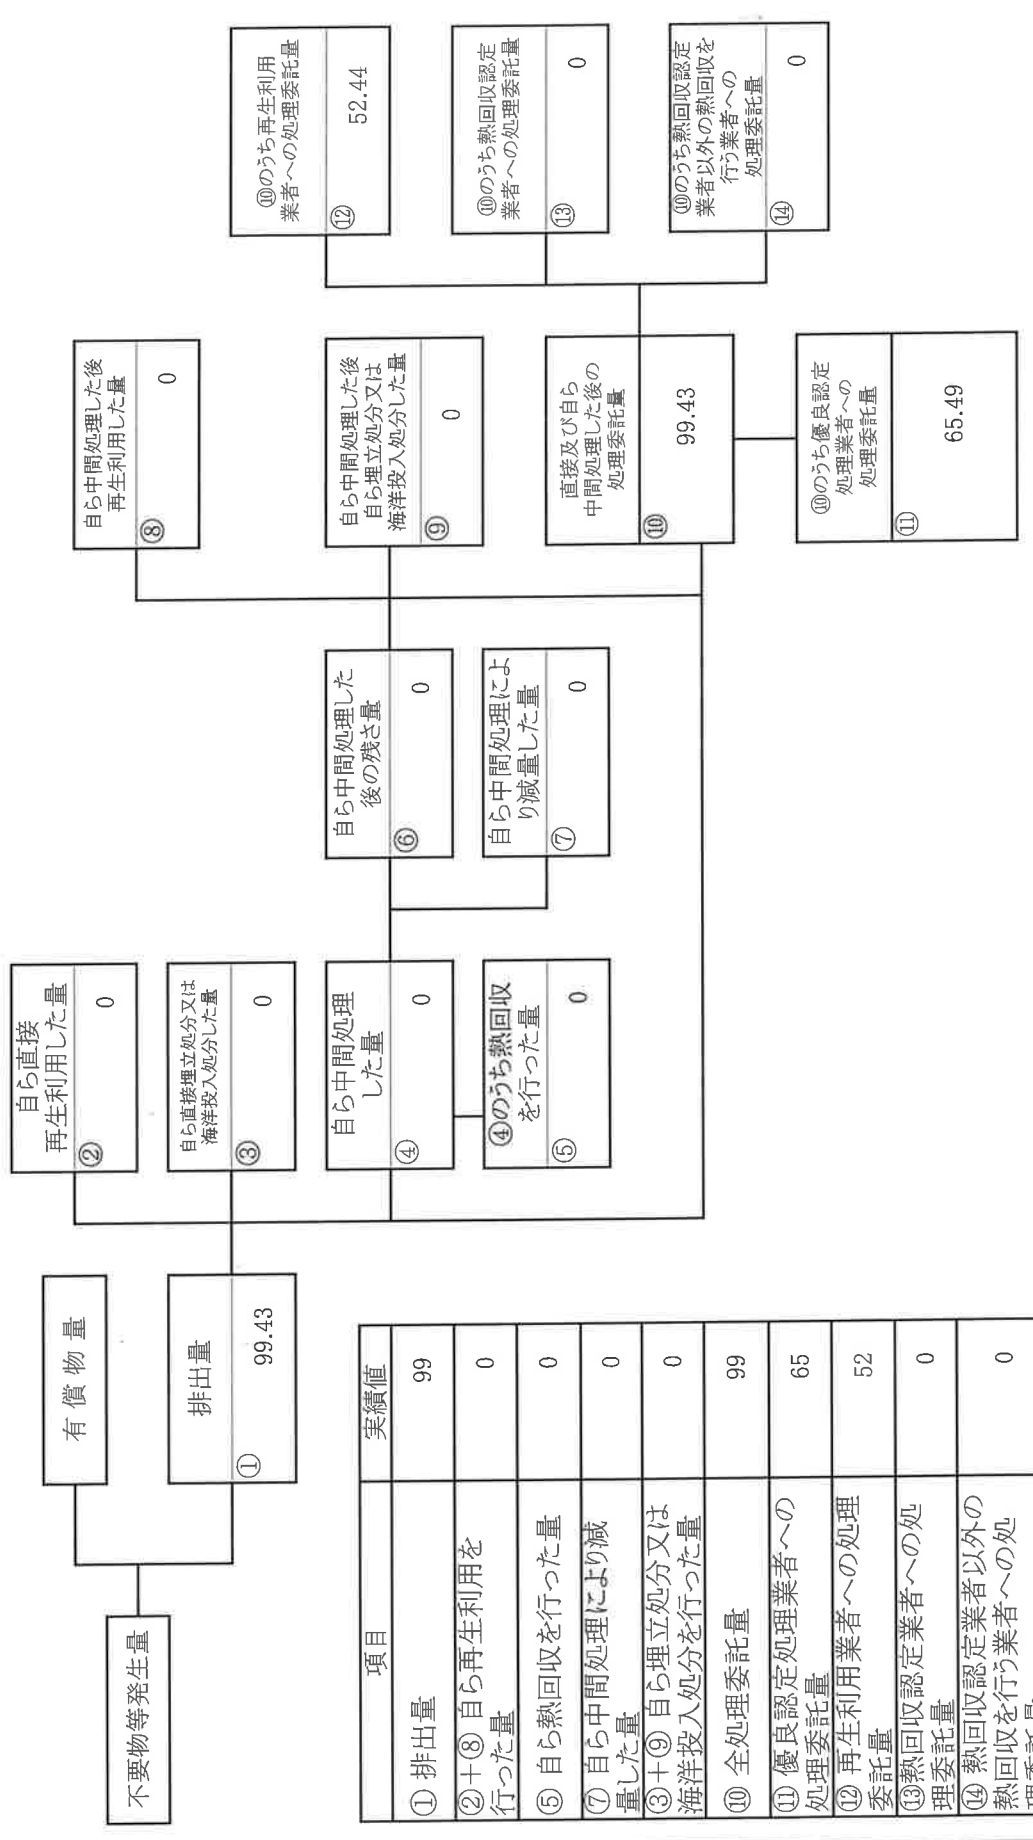 不要物等発生量
有償物量
排出量
①
99.43
自ら直接
再生利用した量
②
0
自ら直接埋立処分又は
海洋投入処分した量
③
0
自ら中間処理
した量
④
0
④のうち熱回収
を行った量
⑤
0
自ら中間処理した
後の残さ量
⑥
0
自ら中間処理によ
り減量した量
⑦
0
自ら中間処理した後
再生利用した量
⑧
0
自ら中間処理した後
自ら埋立処分又は
海洋投入処分した量
⑨
0
直接及び自ら
中間処理した後の
処理委託量
⑩
99.43
⑩のうち優良認定
処理業者への
処理委託量
⑪
65.49
⑩のうち再生利用
業者への処理委託量
⑫
52.44
⑩のうち熱回収認定
業者への処理委託量
⑬
0
⑩のうち熱回収認定
業者以外の熱回収を
行う業者への
処理委託量
⑭
0
項目 実績値
①排出量 99
②+⑧ 自ら再生利用を
行った量 0
⑤ 自ら熱回収を行った量 0
⑦ 自ら中間処理により減
量した量 0
③+⑨ 自ら埋立処分又は
海洋投入処分を行った量 0
⑩ 全処理委託量 99
⑪ 優良認定処理業者への
処理委託量 65
⑫ 再生利用業者への処理
委託量 52
⑬熱回収認定業者への処
理委託量 0
⑭ 熱回収認定業者以外の
熱回収を行う業者への処 0
理委託量